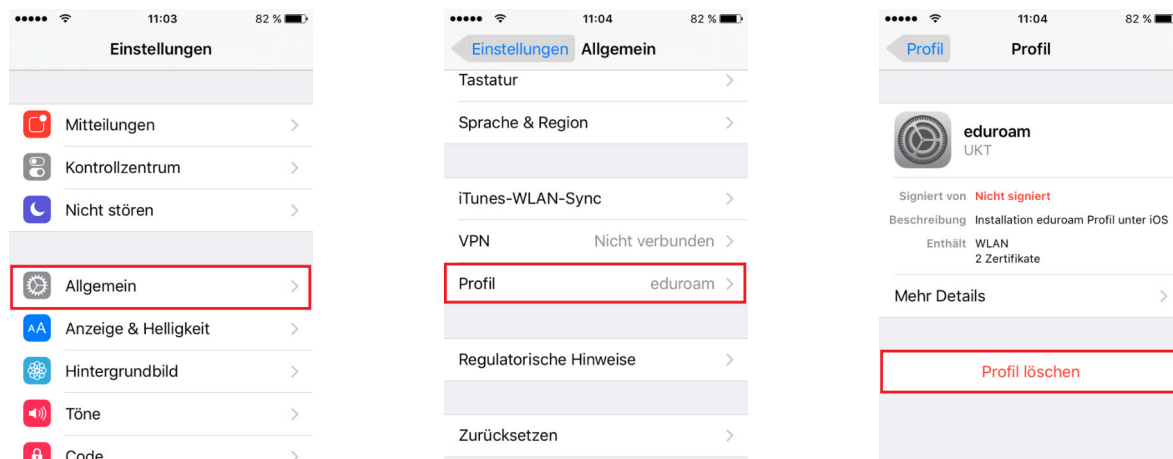 11:03 82 %
Einstellungen
Mitteilungen
Kontrollzentrum
Nicht stören
Allgemein
AA Anzeige & Helligkeit
Hintergrundbild
Töne
Code
11:04 82 %
Einstellungen Allgemein
Tastatur
Sprache & Region
iTunes-WLAN-Sync
VPN Nicht verbunden
Profil eduroam
Regulatorische Hinweise
Zurücksetzen
11:04 82 %
Profil Profil
eduroam
UKT
Signiert von Nicht signiert
Beschreibung Installation eduroam Profil unter iOS
Enthält WLAN
2 Zertifikate
Mehr Details
Profil löschen